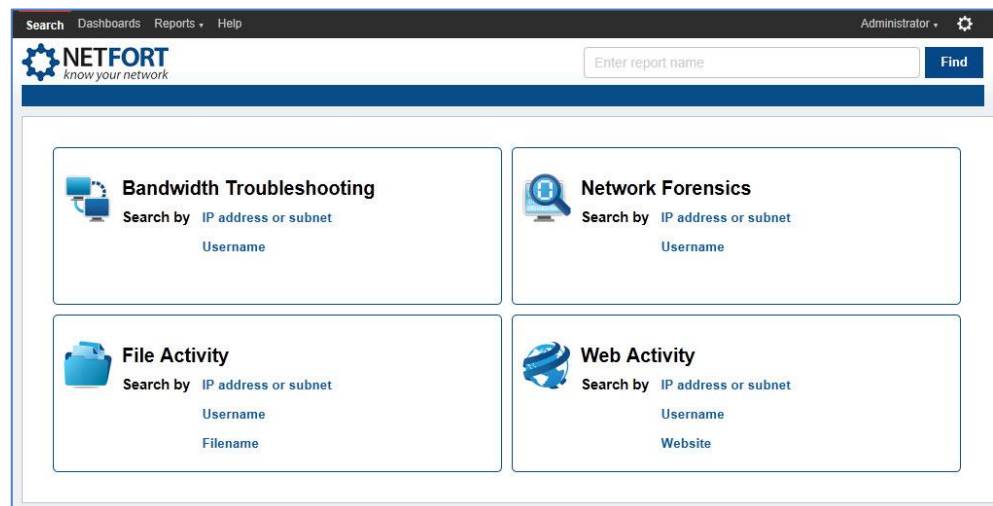 Search Dashboards Reports Help
Administrator
NETFORT
know your network
Enter report name
Find
Bandwidth Troubleshooting
Search by IP address or subnet
Username
Network Forensics
Search by IP address or subnet
Username
File Activity
Search by IP address or subnet
Username
Filename
Web Activity
Search by IP address or subnet
Username
Website